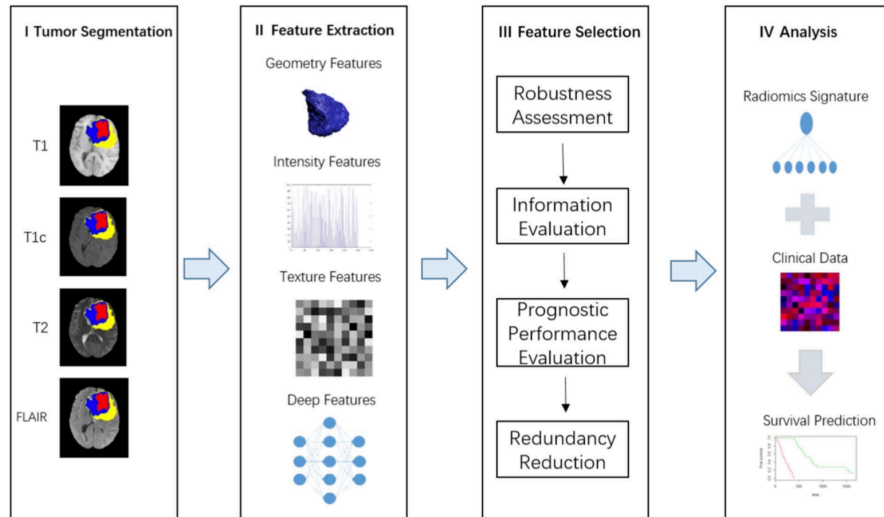 I Tumor Segmentation
T1
T1c
T2
FLAIR
II Feature Extraction
Geometry Features
Intensity Features
Texture Features
Deep Features
III Feature Selection
Robustness
Assessment
Information
Evaluation
Prognostic
Performance
Evaluation
Redundancy
Reduction
IV Analysis
Radiomics Signature
Clinical Data
Survival Prediction